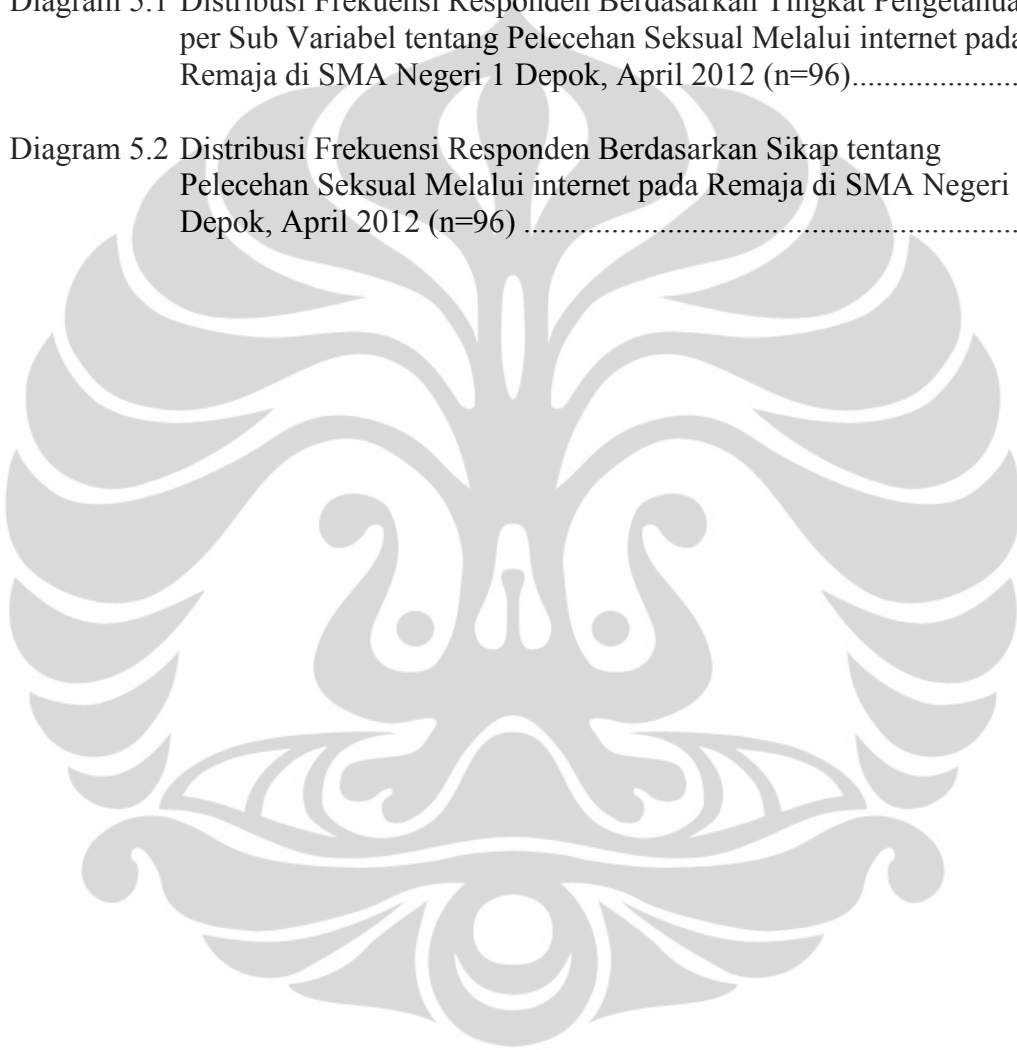 Diagram 5.1 Distribusi Frekuensi Responden Berdasarkan Tingkat
per Sub Variabel tentang Pelecehan Seksual Melalui internet pada
Remaja di SMA Negeri 1 Depok, April 2012 (n=96)...................
Diagram 5.2 Distribusi Frekuensi Responden Berdasarkan Sikap tentang
Pelecehan Seksual Melalui internet pada Remaja di SMA Negeri
Depok, April 2012 (n=96) ..............................................................